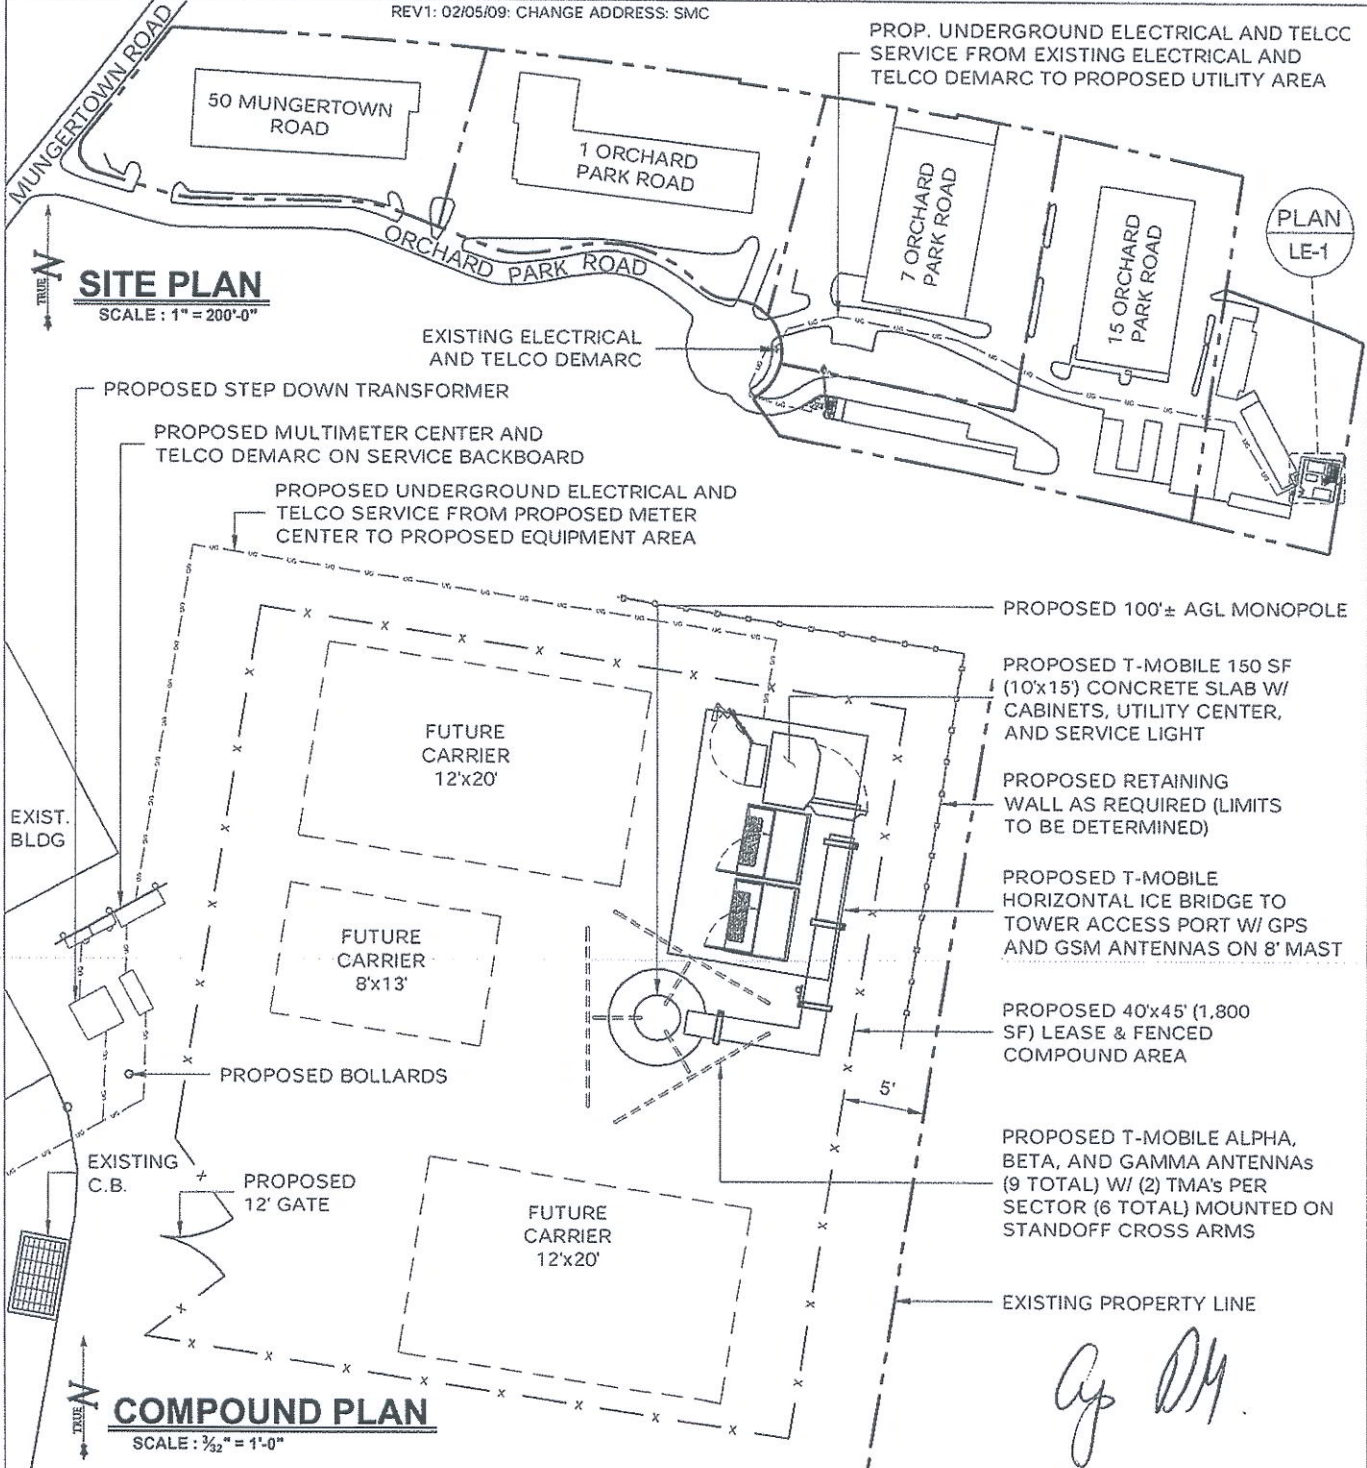 REV1: 02/05/09: CHANGE ADDRESS: SMC
PROP. UNDERGROUND ELECTRICAL AND TELCO
SERVICE FROM EXISTING ELECTRICAL AND
TELCO DEMARC TO PROPOSED UTILITY AREA
MUNGERTOWN ROAD
50 MUNGERTOWN
ROAD
1 ORCHARD
PARK ROAD
7 ORCHARD
PARK ROAD
15 ORCHARD
PARK ROAD
PLAN
LE-1
ORCHARD PARK ROAD
TRUE N
SITE PLAN
SCALE : 1" = 200'-0"
EXISTING ELECTRICAL
AND TELCO DEMARC
PROPOSED STEP DOWN TRANSFORMER
PROPOSED MULTIMETER CENTER AND
TELCO DEMARC ON SERVICE BACKBOARD
PROPOSED UNDERGROUND ELECTRICAL AND
TELCO SERVICE FROM PROPOSED METER
CENTER TO PROPOSED EQUIPMENT AREA
PROPOSED 100'± AGL MONOPOLE
PROPOSED T-MOBILE 150 SF
(10'x15') CONCRETE SLAB W/
CABINETS, UTILITY CENTER,
AND SERVICE LIGHT
FUTURE
CARRIER
12'x20'
PROPOSED RETAINING
WALL AS REQUIRED (LIMITS
TO BE DETERMINED)
EXIST.
BLDG
PROPOSED T-MOBILE
HORIZONTAL ICE BRIDGE TO
TOWER ACCESS PORT W/ GPS
AND GSM ANTENNAS ON 8' MAST
FUTURE
CARRIER
8'x13'
PROPOSED 40'x45' (1,800
SF) LEASE & FENCED
COMPOUND AREA
PROPOSED BOLLARDS
5'
PROPOSED T-MOBILE ALPHA,
BETA, AND GAMMA ANTENNAs
(9 TOTAL) W/ (2) TMA's PER
SECTOR (6 TOTAL) MOUNTED ON
STANDOFF CROSS ARMS
EXISTING
C.B.
PROPOSED
12' GATE
FUTURE
CARRIER
12'x20'
EXISTING PROPERTY LINE
TRUE N
COMPOUND PLAN
SCALE : 3/32" = 1'-0"